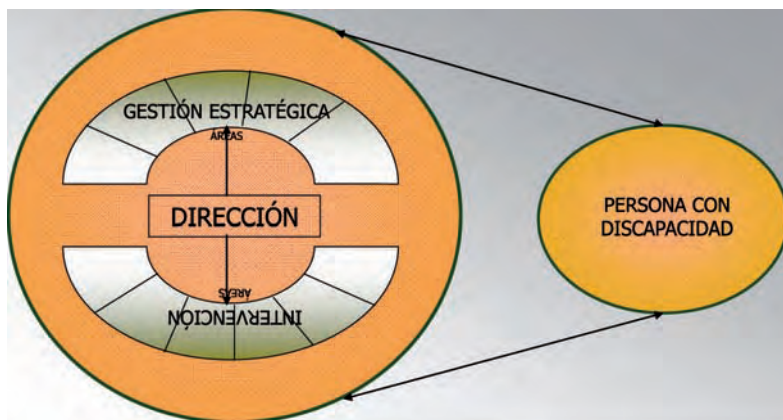 GESTIÓN ESTRATÉGICA
ÁREAS
DIRECCIÓN
ÁREAS
INTERVENCIÓN
PERSONA CON
DISCAPACIDAD